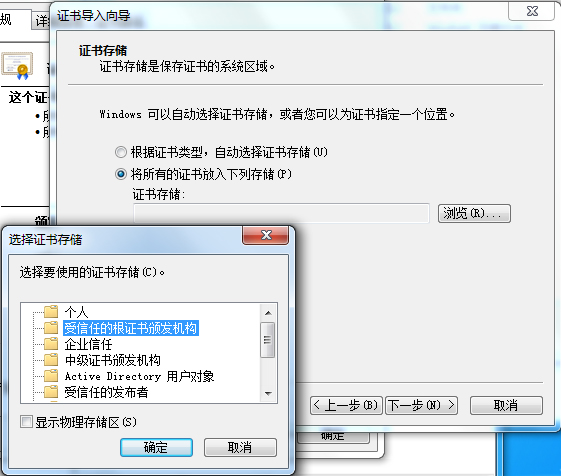 证书导入向导
规
详
证书存储
证书存储是保存证书的系统区域。
这个证
Windows 可以自动选择证书存储，或者您可以为证书指定一个位置。
根据证书类型，自动选择证书存储(U)
将所有的证书放入下列存储(P)
证书存储:
浏览(R)...
选择证书存储
选择要使用的证书存储(C)。
个人
受信任的根证书颁发机构
企业信任
中级证书颁发机构
Active Directory 用户对象
受信任的发布者
显示物理存储区(S)
确定
取消
< 上一步(B)
下一步(N) >
取消
确定